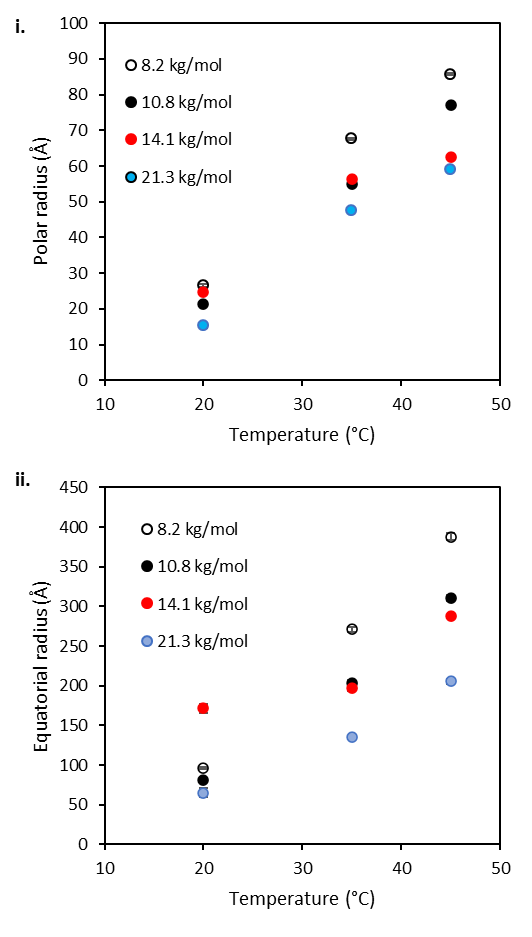 i.
100
90
80
70
60
50
40
30
20
10
0
Polar radius (Å)
8.2 kg/mol
10.8 kg/mol
14.1 kg/mol
21.3 kg/mol
10 20 30 40 50
Temperature (°C)
ii.
450
400
350
300
250
200
150
100
50
0
Equatorial radius (Å)
8.2 kg/mol
10.8 kg/mol
14.1 kg/mol
21.3 kg/mol
10 20 30 40 50
Temperature (°C)